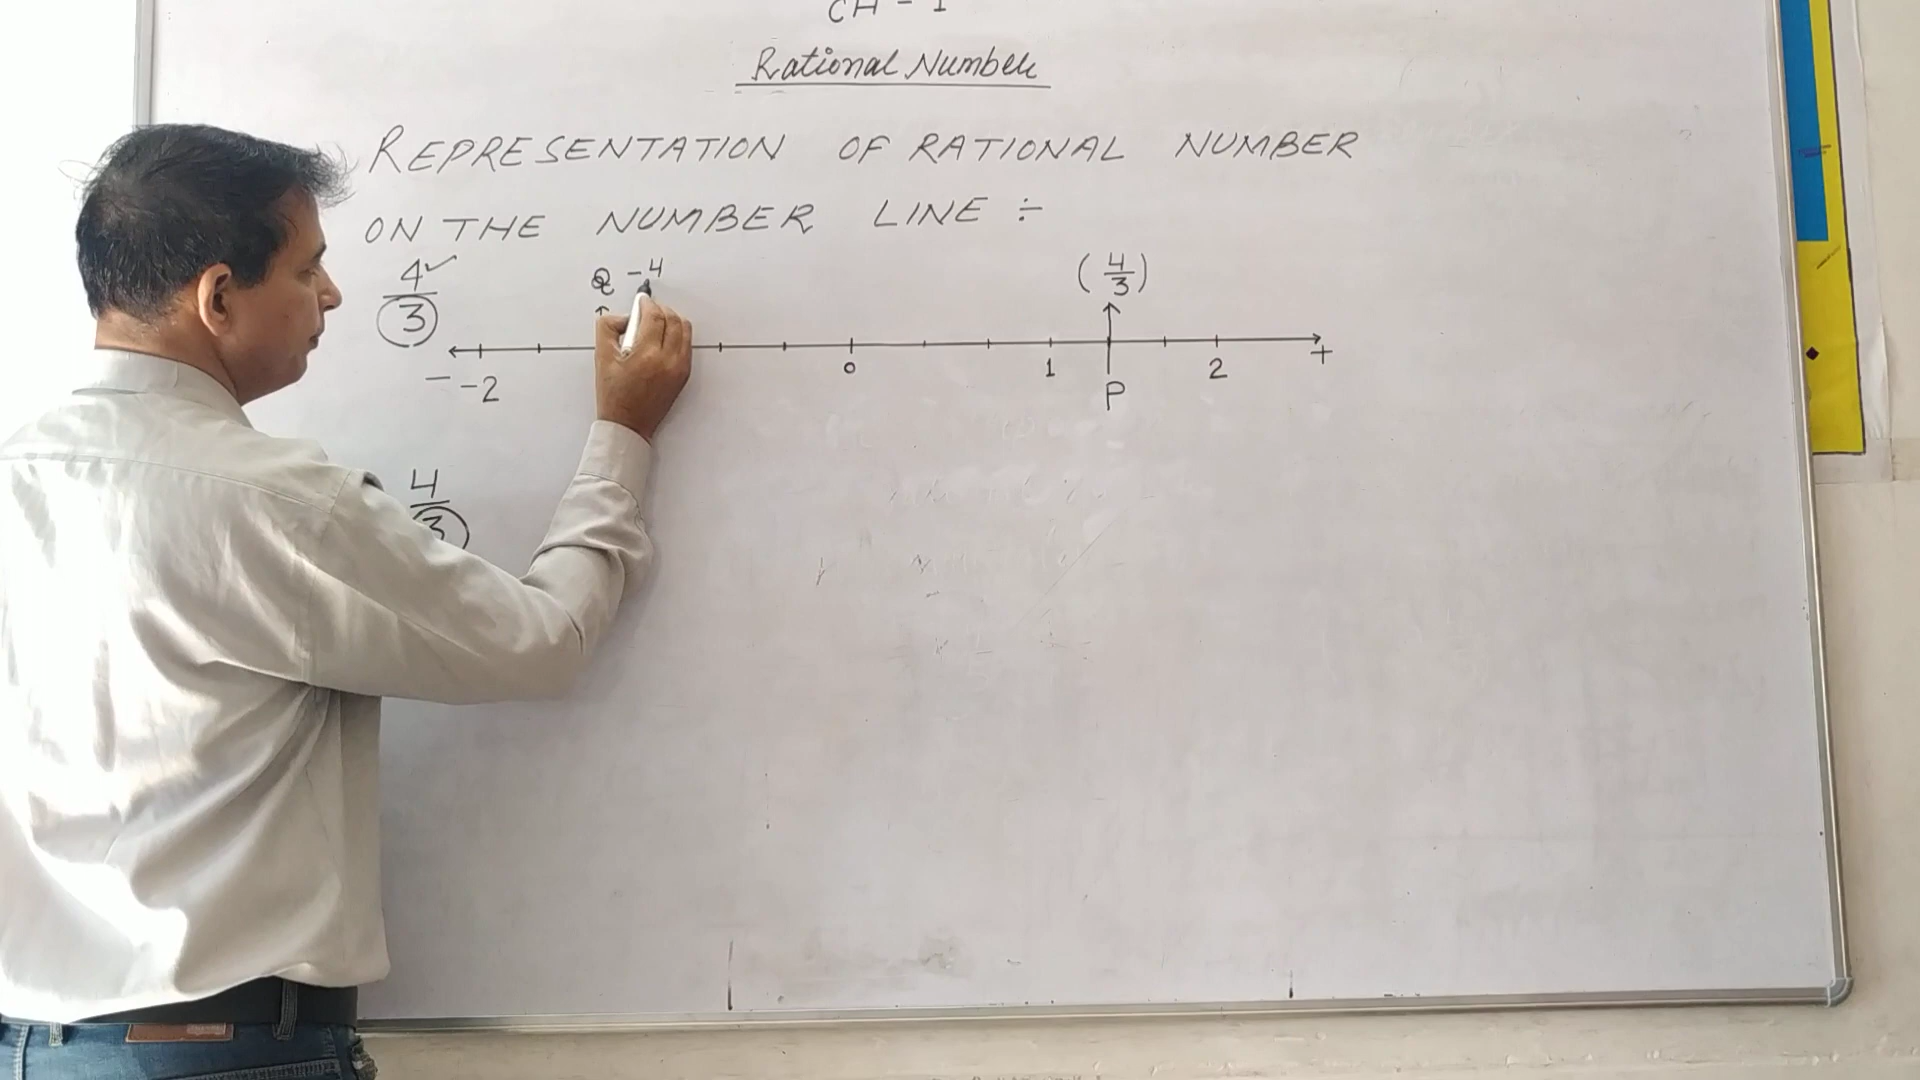 CH - 1
Rational Number
REPRESENTATION OF RATIONAL NUMBER
ON THE NUMBER LINE ÷
4 ✓
3
Q -4
(4/3)
- -2 0 1 2 +
P
4
3